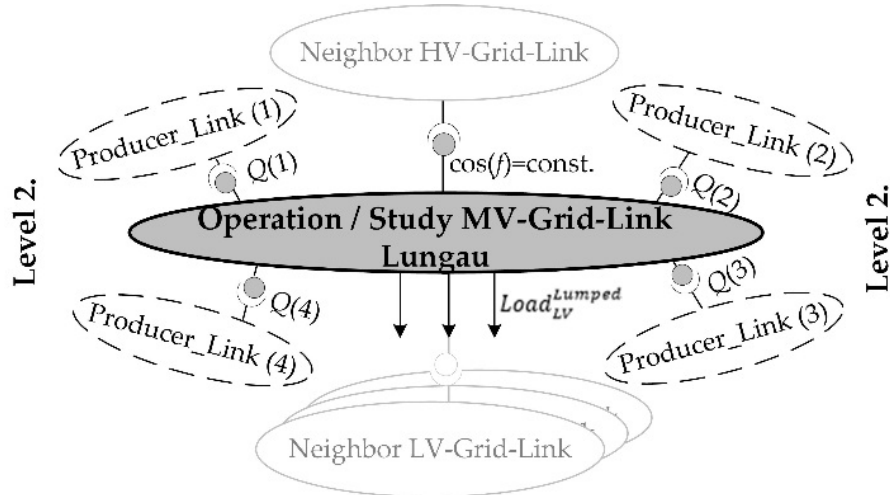 Neighbor HV-Grid-Link
Producer_Link (1)
Producer_Link (2)
Q(1)
cos(f)=const.
Q(2)
Level 2.
Operation / Study MV-Grid-Link
Lungau
Level 2.
Q(4)
Load LV Lumped
Q(3)
Producer_Link (4)
Producer_Link (3)
k
k
Neighbor LV-Grid-Link